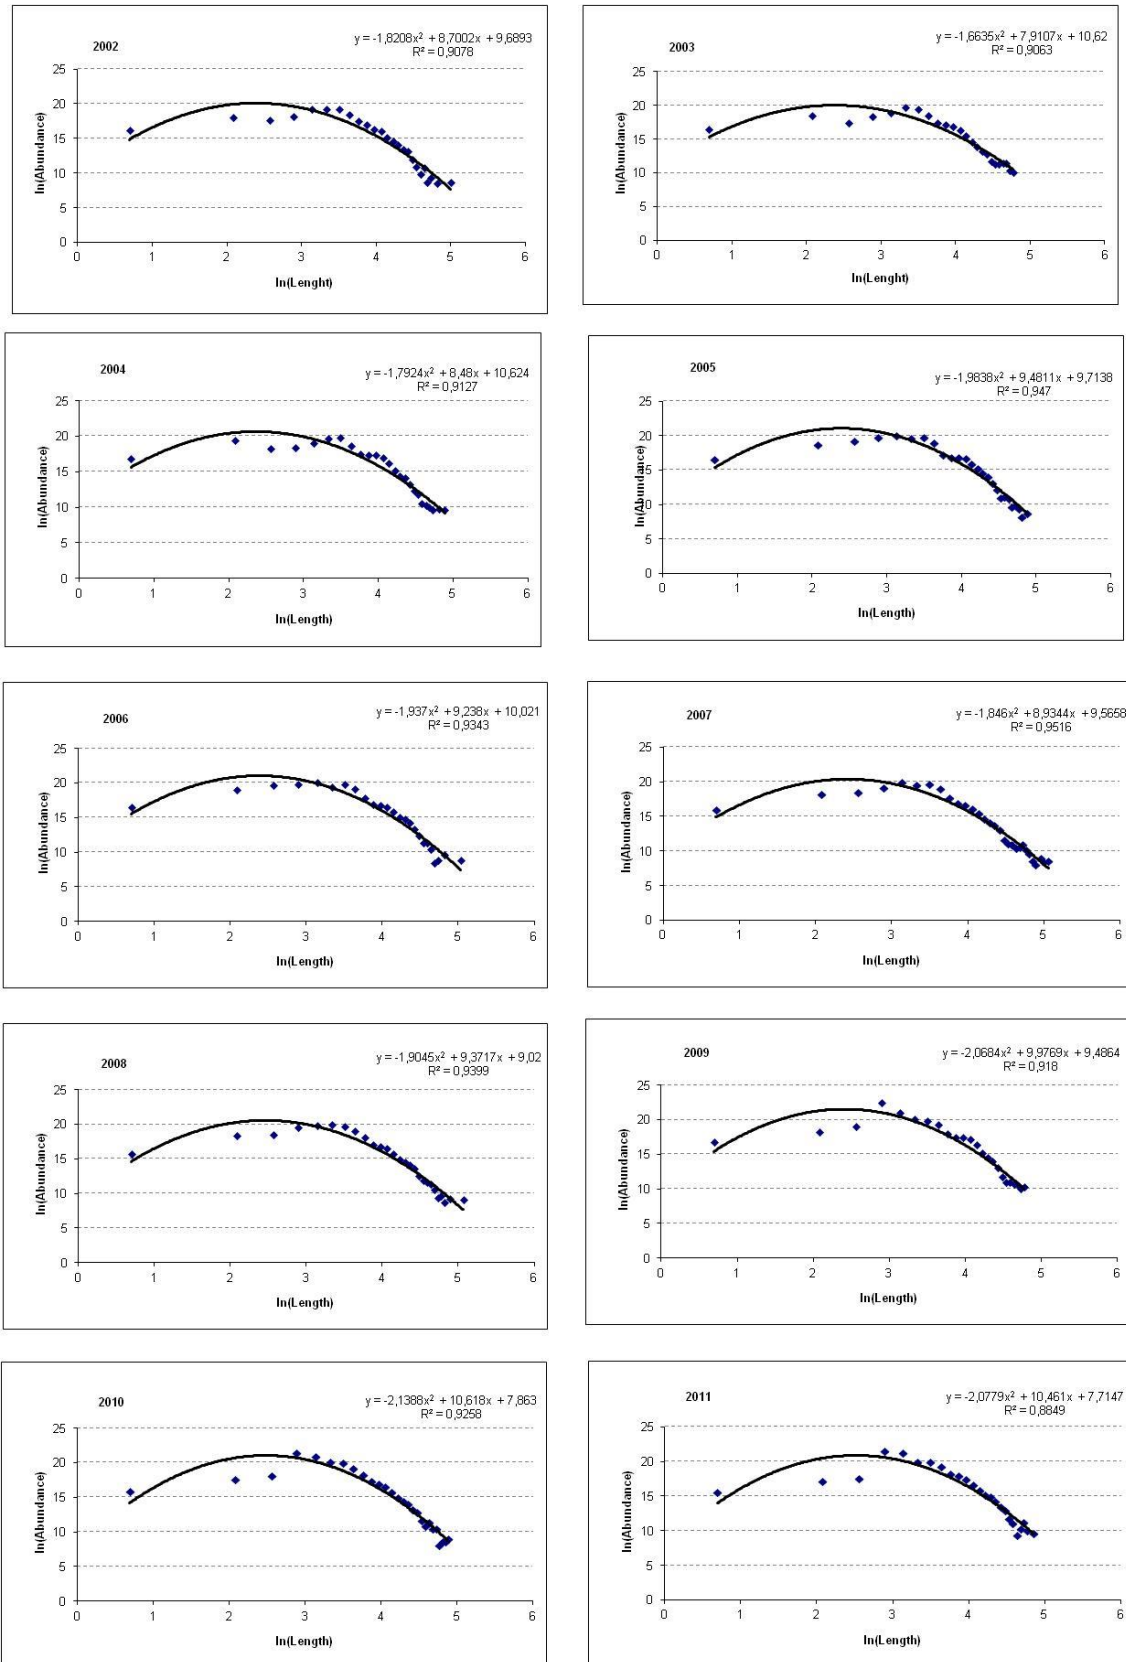 2002
y = -1,8208x² + 8,7002x + 9,6893
R² = 0,9078
ln(Abundance)
25
20
15
10
5
0
0 1 2 3 4 5 6
ln(Lenght)
2003
y = -1,6635x² + 7,9107x + 10,62
R² = 0,9063
ln(Abundance)
25
20
15
10
5
0
0 1 2 3 4 5 6
ln(Lenght)
2004
y = -1,7924x² + 8,48x + 10,624
R² = 0,9127
ln(Abundance)
25
20
15
10
5
0
0 1 2 3 4 5 6
ln(Length)
2005
y = -1,9838x² + 9,4811x + 9,7138
R² = 0,947
ln(Abundance)
25
20
15
10
5
0
0 1 2 3 4 5 6
ln(Length)
2006
y = -1,937x² + 9,238x + 10,021
R² = 0,9343
ln(Abundance)
25
20
15
10
5
0
0 1 2 3 4 5 6
ln(Length)
2007
y = -1,846x² + 8,9344x + 9,5658
R² = 0,9516
ln(Abundance)
25
20
15
10
5
0
0 1 2 3 4 5 6
ln(Length)
2008
y = -1,9045x² + 9,3717x + 9,02
R² = 0,9399
ln(Abundance)
25
20
15
10
5
0
0 1 2 3 4 5 6
ln(Length)
2009
y = -2,0684x² + 9,9769x + 9,4864
R² = 0,918
ln(Abundance)
25
20
15
10
5
0
0 1 2 3 4 5 6
ln(Length)
2010
y = -2,1388x² + 10,618x + 7,863
R² = 0,9258
ln(Abundance)
25
20
15
10
5
0
0 1 2 3 4 5 6
ln(Length)
2011
y = -2,0779x² + 10,461x + 7,7147
R² = 0,8849
ln(Abundance)
25
20
15
10
5
0
0 1 2 3 4 5 6
ln(Length)